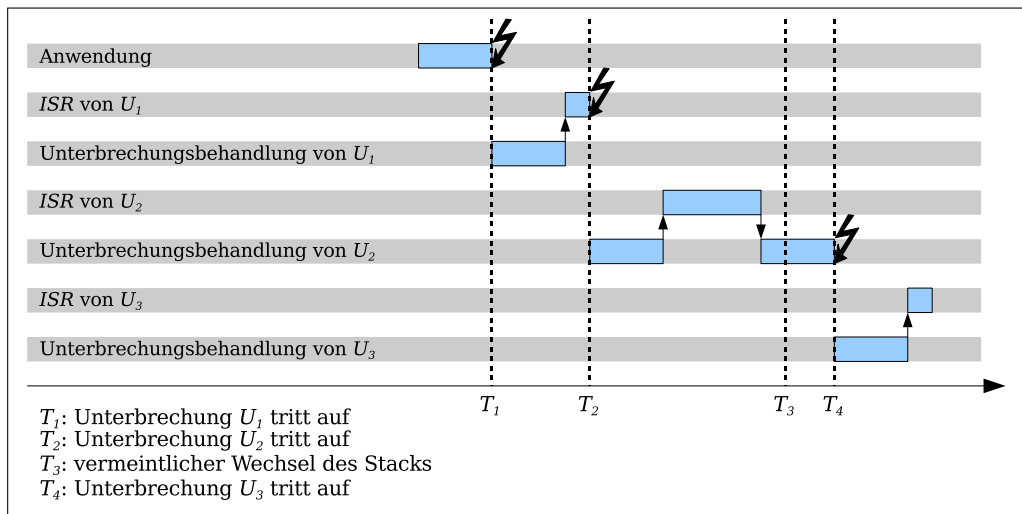 Anwendung
ISR von U1
Unterbrechungsbehandlung von U1
ISR von U2
Unterbrechungsbehandlung von U2
ISR von U3
Unterbrechungsbehandlung von U3
T1 T2 T3 T4
T1: Unterbrechung U1 tritt auf
T2: Unterbrechung U2 tritt auf
T3: vermeintlicher Wechsel des Stacks
T4: Unterbrechung U3 tritt auf